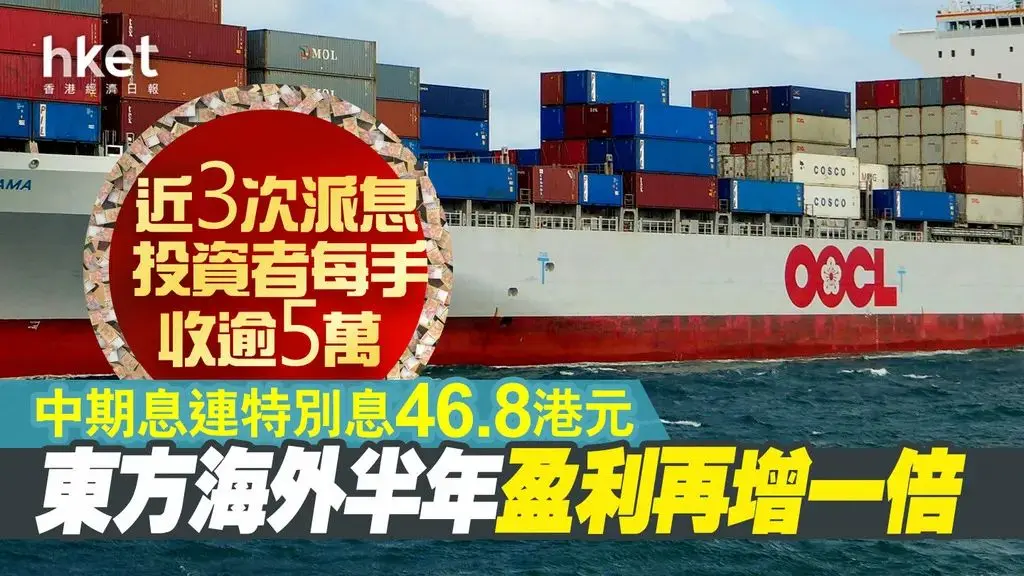 hket
香港經濟日報
MOL
AMA
COSCO
COSCO
OOCL
近3次派息
投資者每手
收逾5萬
中期息連特別息46.8港元
東方海外半年盈利再增一倍